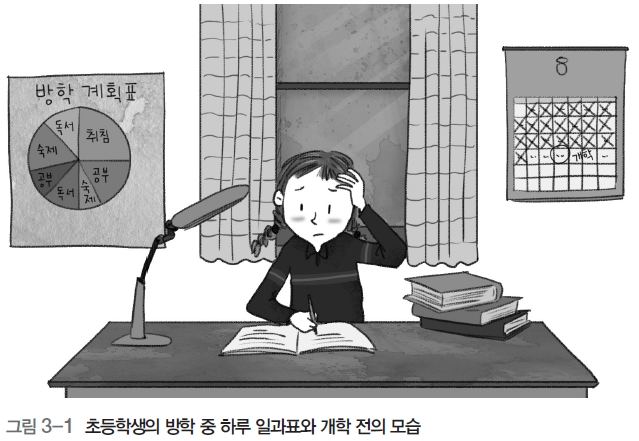 방학 계획표
독서
취침
숙제
공부
공부
독서
숙
제
8
개학
그림 3-1 초등학생의 방학 중 하루 일과표와 개학 전의 모습